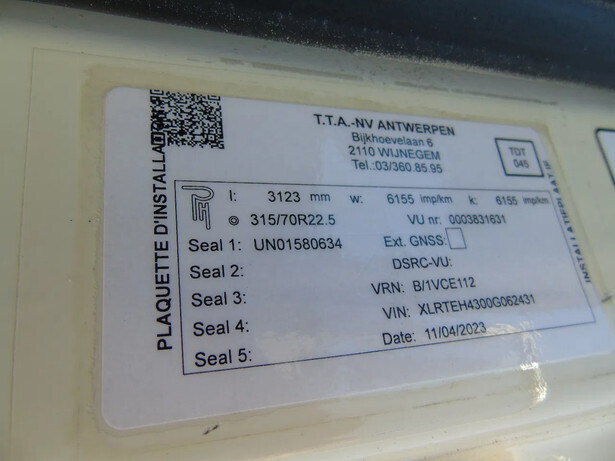 T.T.A.-NV ANTWERPEN
Bijkhoevelaan 6
2110 WIJNEGEM
Tel.:03/360.85.95
TDT
045
PLAQUETTE D'INSTALLATION
INSTALLATIEPLAATJE
l: 3123 mm w: 6155 imp/km k: 6155 imp/km
315/70R22.5 VU nr: 0003831631
Seal 1: UN01580634 Ext. GNSS:
Seal 2: DSRC-VU:
Seal 3: VRN: B/1VCE112
Seal 4: VIN: XLRTEH4300G062431
Seal 5: Date: 11/04/2023